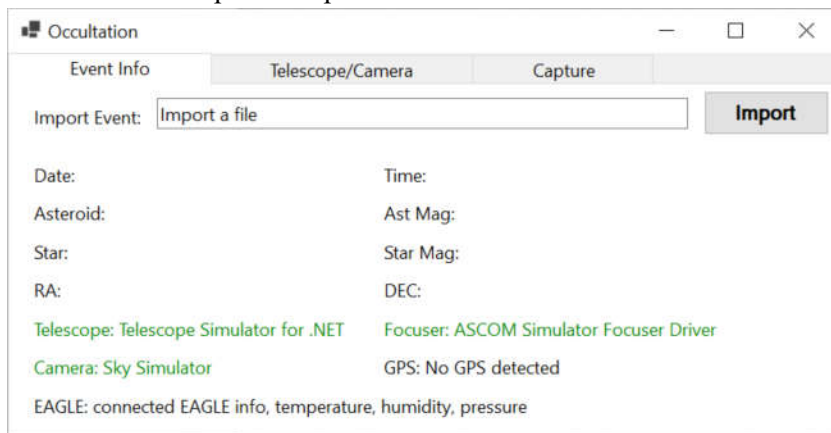 Occultation
Event Info Telescope/Camera Capture
Import Event: Import a file Import
Date: Time:
Asteroid: Ast Mag:
Star: Star Mag:
RA: DEC:
Telescope: Telescope Simulator for .NET Focuser: ASCOM Simulator Focuser Driver
Camera: Sky Simulator GPS: No GPS detected
EAGLE: connected EAGLE info, temperature, humidity, pressure